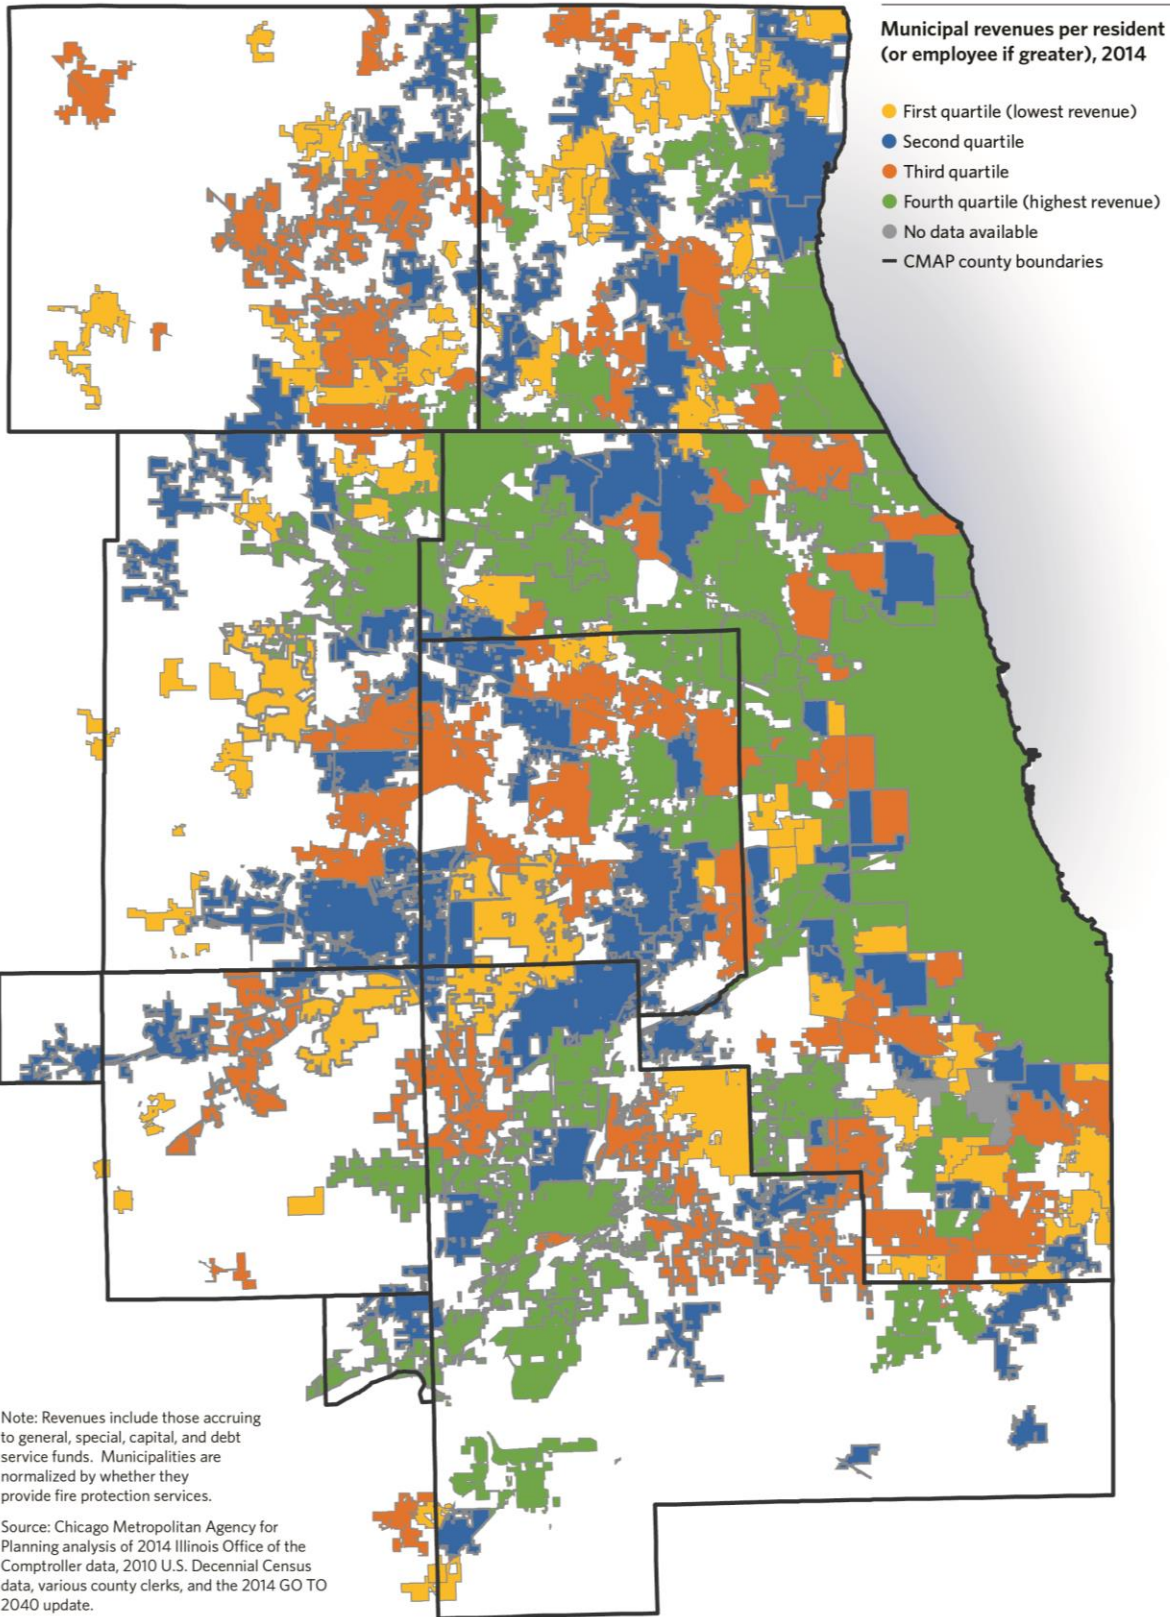 Municipal revenues per resident
(or employee if greater), 2014
First quartile (lowest revenue)
Second quartile
Third quartile
Fourth quartile (highest revenue)
No data available
CMAP county boundaries
Note: Revenues include those accruing
to general, special, capital, and debt
service funds.  Municipalities are
normalized by whether they
provide fire protection services.
Source: Chicago Metropolitan Agency for
Planning analysis of 2014 Illinois Office of the
Comptroller data, 2010 U.S. Decennial Census
data, various county clerks, and the 2014 GO TO
2040 update.